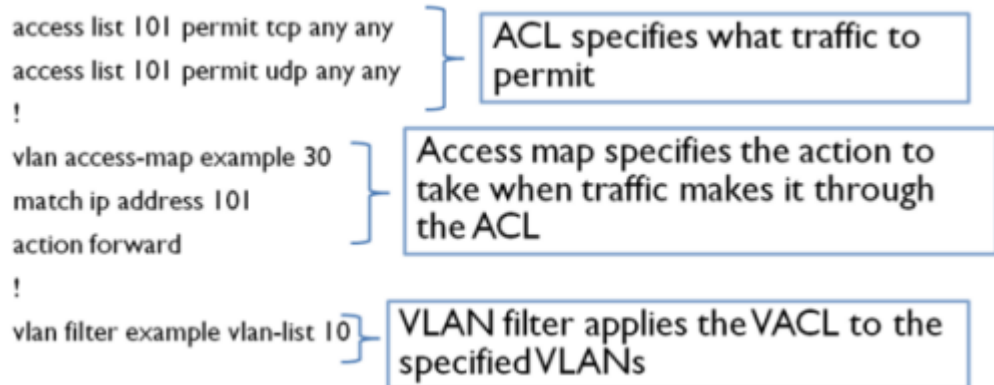 access list 101 permit tcp any any
access list 101 permit udp any any
!
ACL specifies what traffic to
permit
vlan access-map example 30
match ip address 101
action forward
!
Access map specifies the action to
take when traffic makes it through
the ACL
vlan filter example vlan-list 10
VLAN filter applies the VACL to the
specified VLANs